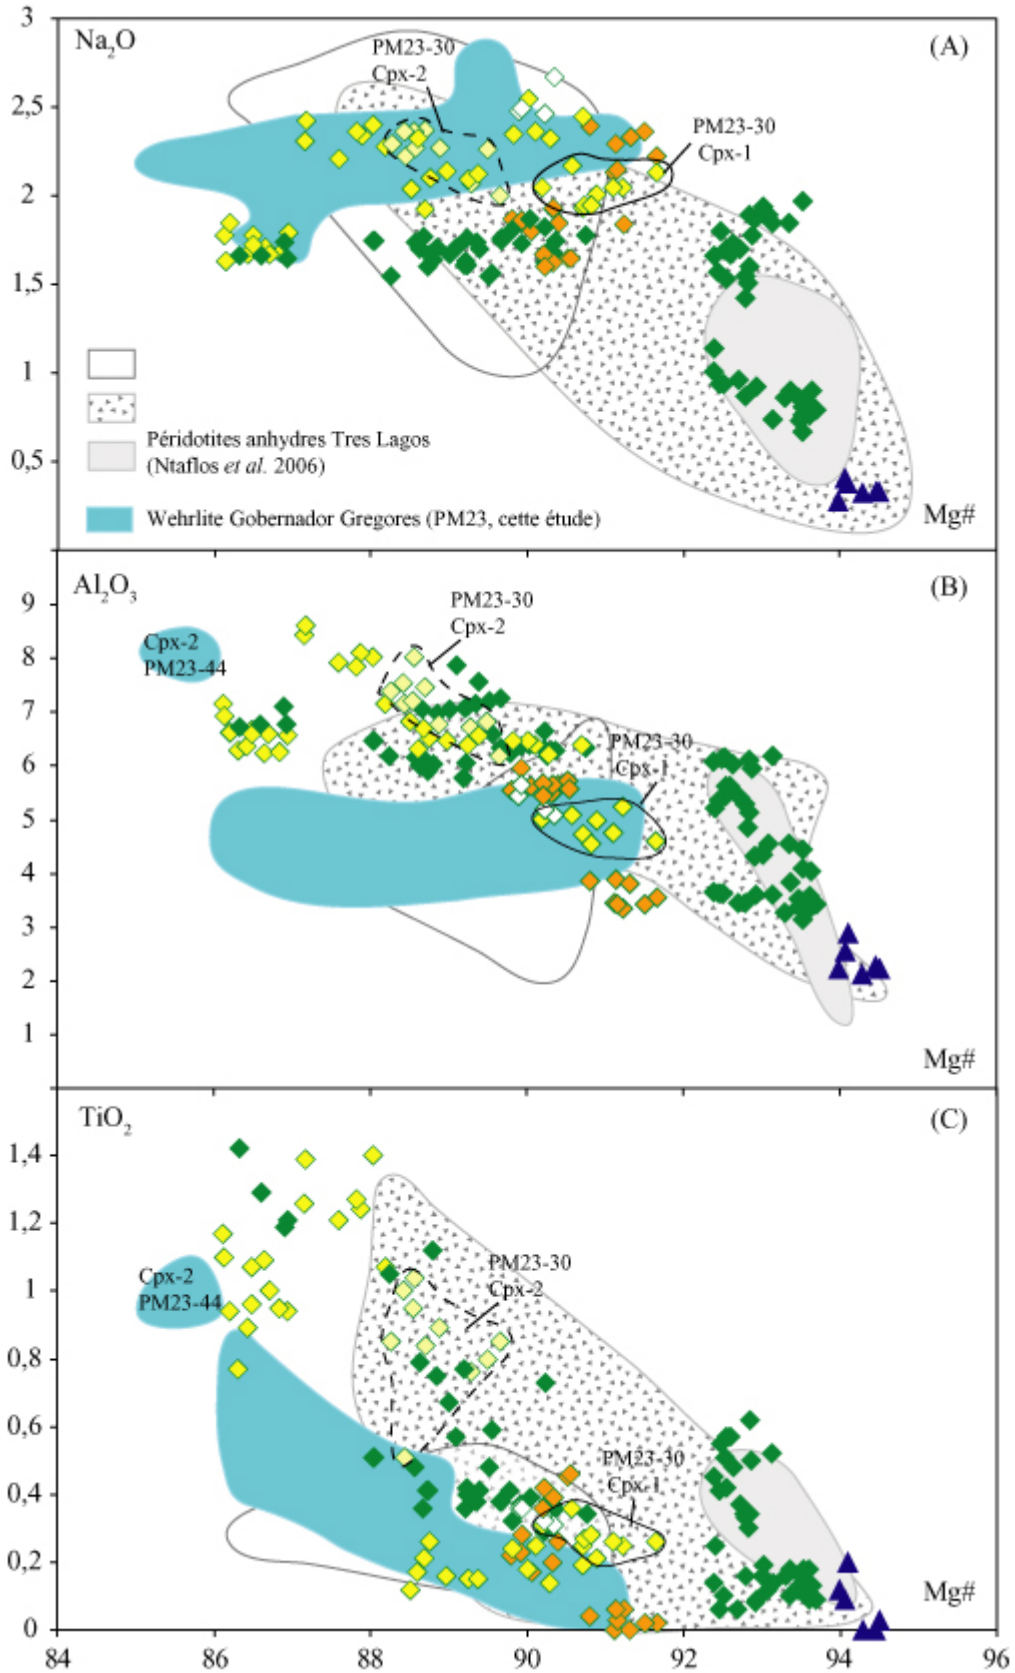 3
Na₂O
(A)
PM23-30
Cpx-2
2,5
PM23-30
Cpx-1
2
1,5
1
Péridotites anhydres Tres Lagos
(Ntaflos et al. 2006)
0,5
Wehrlite Gobernador Gregores (PM23, cette étude)
Mg#
Al₂O₃
(B)
9
PM23-30
Cpx-2
8
Cpx-2
PM23-44
7
PM23-30
Cpx-1
6
5
4
3
2
1
Mg#
TiO₂
(C)
1,4
1,2
PM23-30
Cpx-2
Cpx-2
PM23-44
1
0,8
0,6
PM23-30
Cpx-1
0,4
0,2
Mg#
0
84 86 88 90 92 94 96